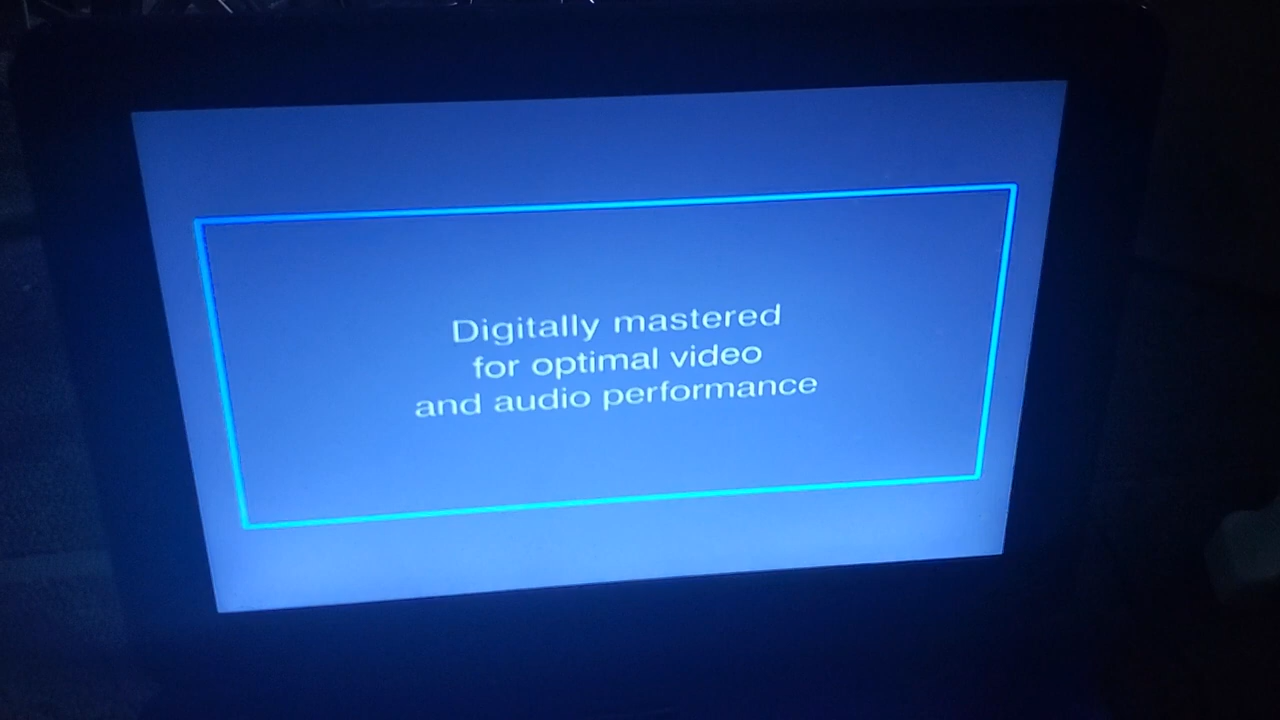 Digitally mastered
for optimal video
and audio performance